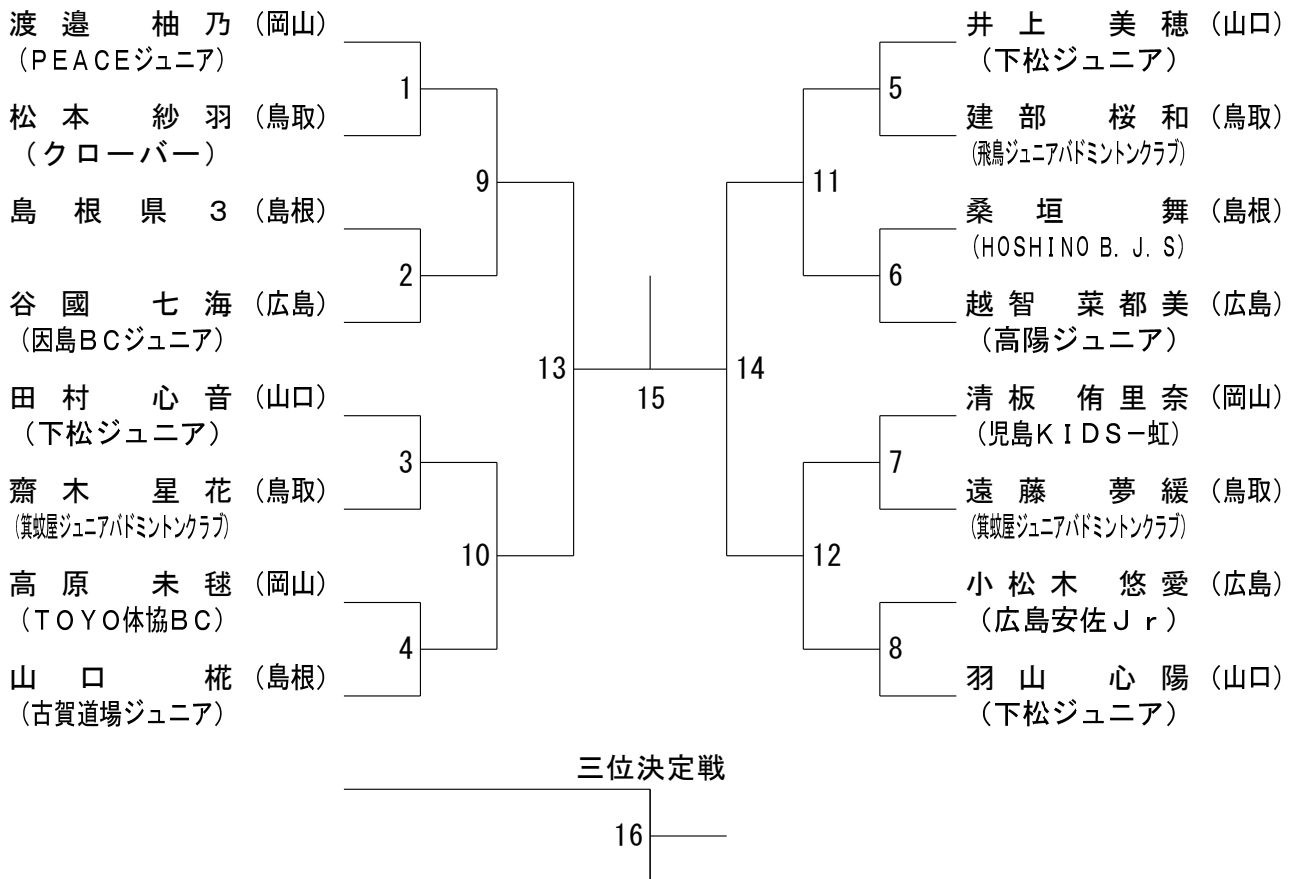 渡邉 柚乃 (岡山)
(PEACEジュニア)
1
松本 紗羽 (鳥取)
(クローバー)
9
島根県3 (島根)
2
谷國 七海 (広島)
(因島BCジュニア)
13
田村 心音 (山口)
(下松ジュニア)
3
齋木 星花 (鳥取)
(箕蚊屋ジュニアバドミントンクラブ)
10
高原 未毬 (岡山)
(TOYO体協BC)
4
山口 椛 (島根)
(古賀道場ジュニア)
15
井上 美穂 (山口)
(下松ジュニア)
5
建部 桜和 (鳥取)
(飛鳥ジュニアバドミントンクラブ)
11
桑垣 舞 (島根)
(HOSHINO B. J. S)
6
越智 菜都美 (広島)
(高陽ジュニア)
14
清板 侑里奈 (岡山)
(児島KIDS－虹)
7
遠藤 夢緩 (鳥取)
(箕蚊屋ジュニアバドミントンクラブ)
12
小松木 悠愛 (広島)
(広島安佐Jr)
8
羽山 心陽 (山口)
(下松ジュニア)
三位決定戦
16